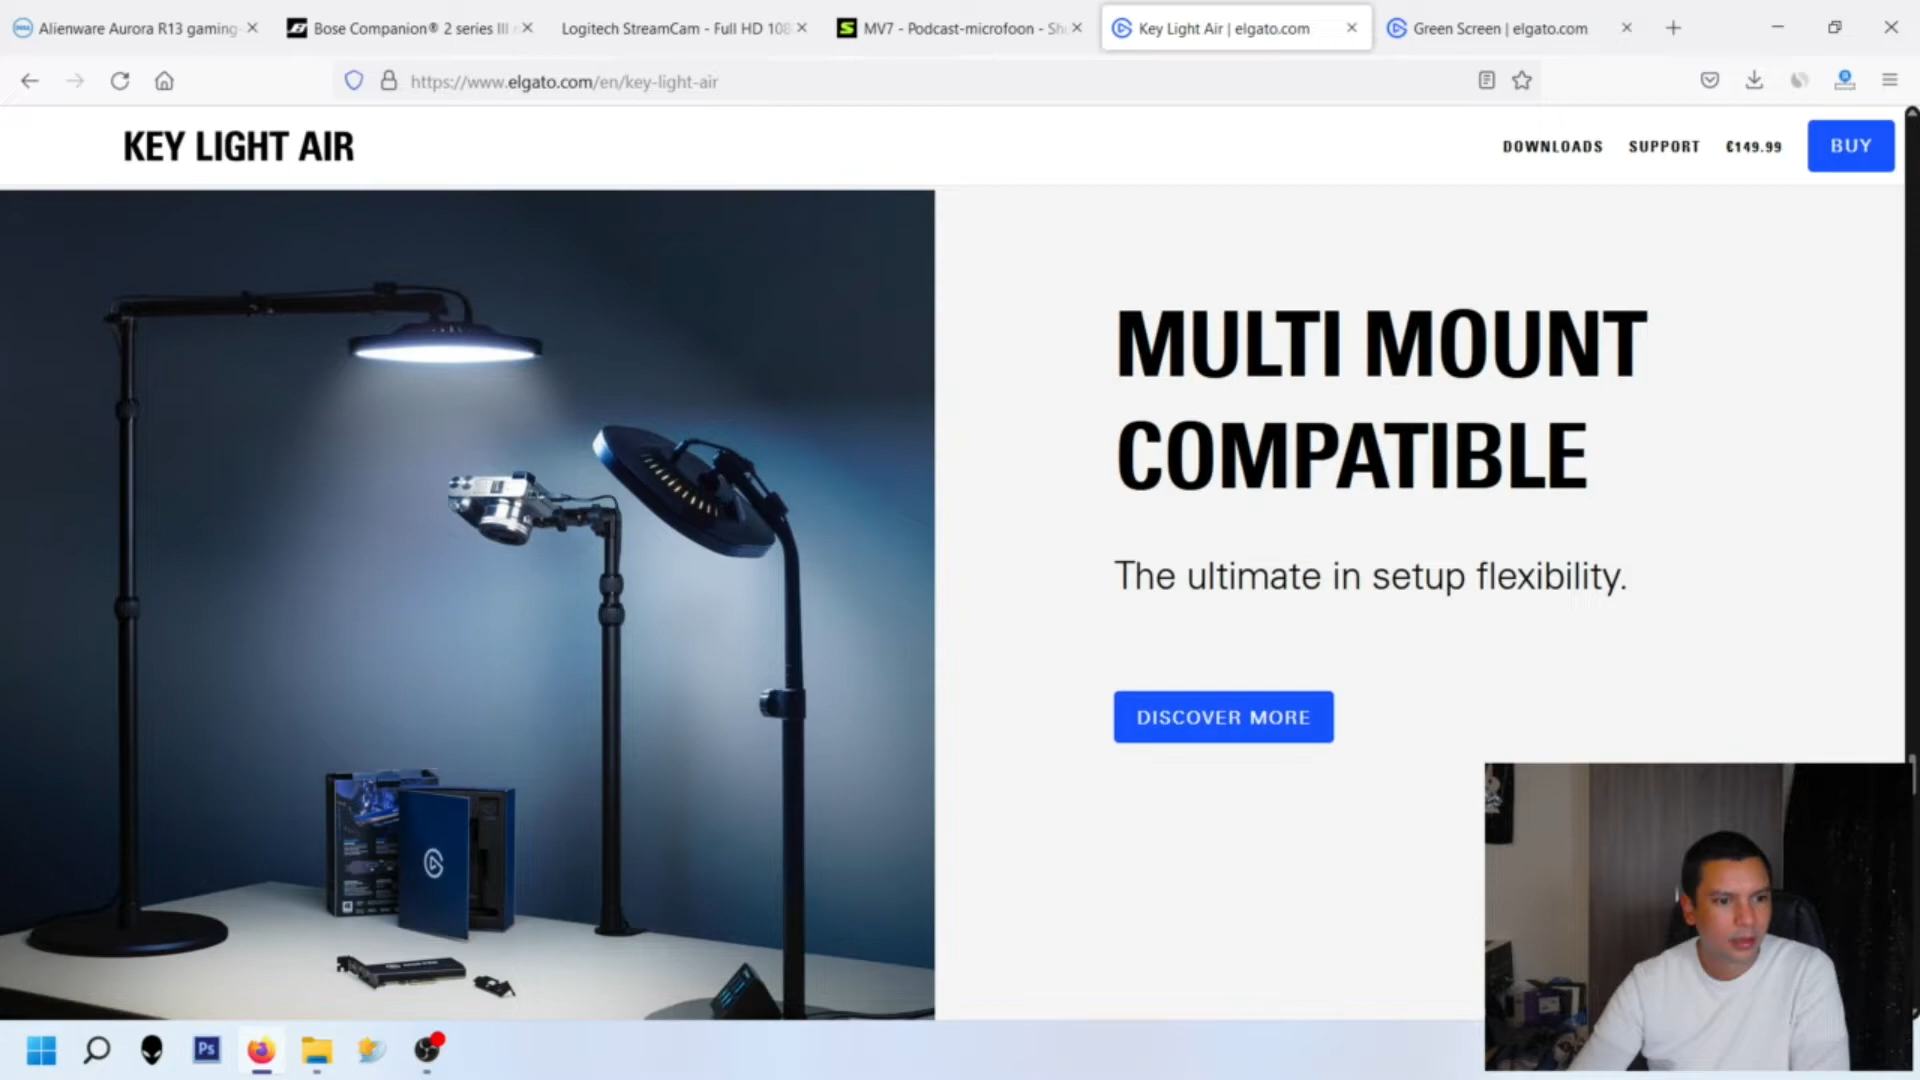 Alienware Aurora R13 gaming-
Bose Companion® 2 series III
Logitech StreamCam - Full HD 108
MV7 - Podcast-microfoon - Sh
Key Light Air | elgato.com
Green Screen | elgato.com
https://www.elgato.com/en/key-light-air
KEY LIGHT AIR
DOWNLOADS
SUPPORT
€149.99
BUY
MULTI MOUNT
COMPATIBLE
The ultimate in setup flexibility.
DISCOVER MORE
Ps